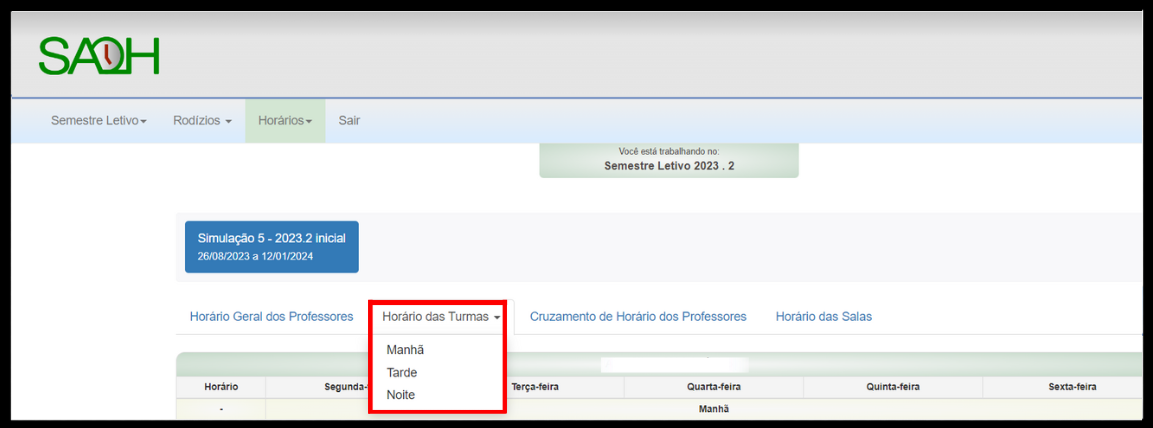 SADH
Semestre Letivo
Rodízios
Horários
Sair
Você está trabalhando no:
Semestre Letivo 2023 . 2
Simulação 5 - 2023.2 inicial
26/08/2023 a 12/01/2024
Horário Geral dos Professores
Horário das Turmas
Cruzamento de Horário dos Professores
Horário das Salas
Manhã
Tarde
Noite
Horário
Segunda-
Terça-feira
Quarta-feira
Quinta-feira
Sexta-feira
-
Manhã